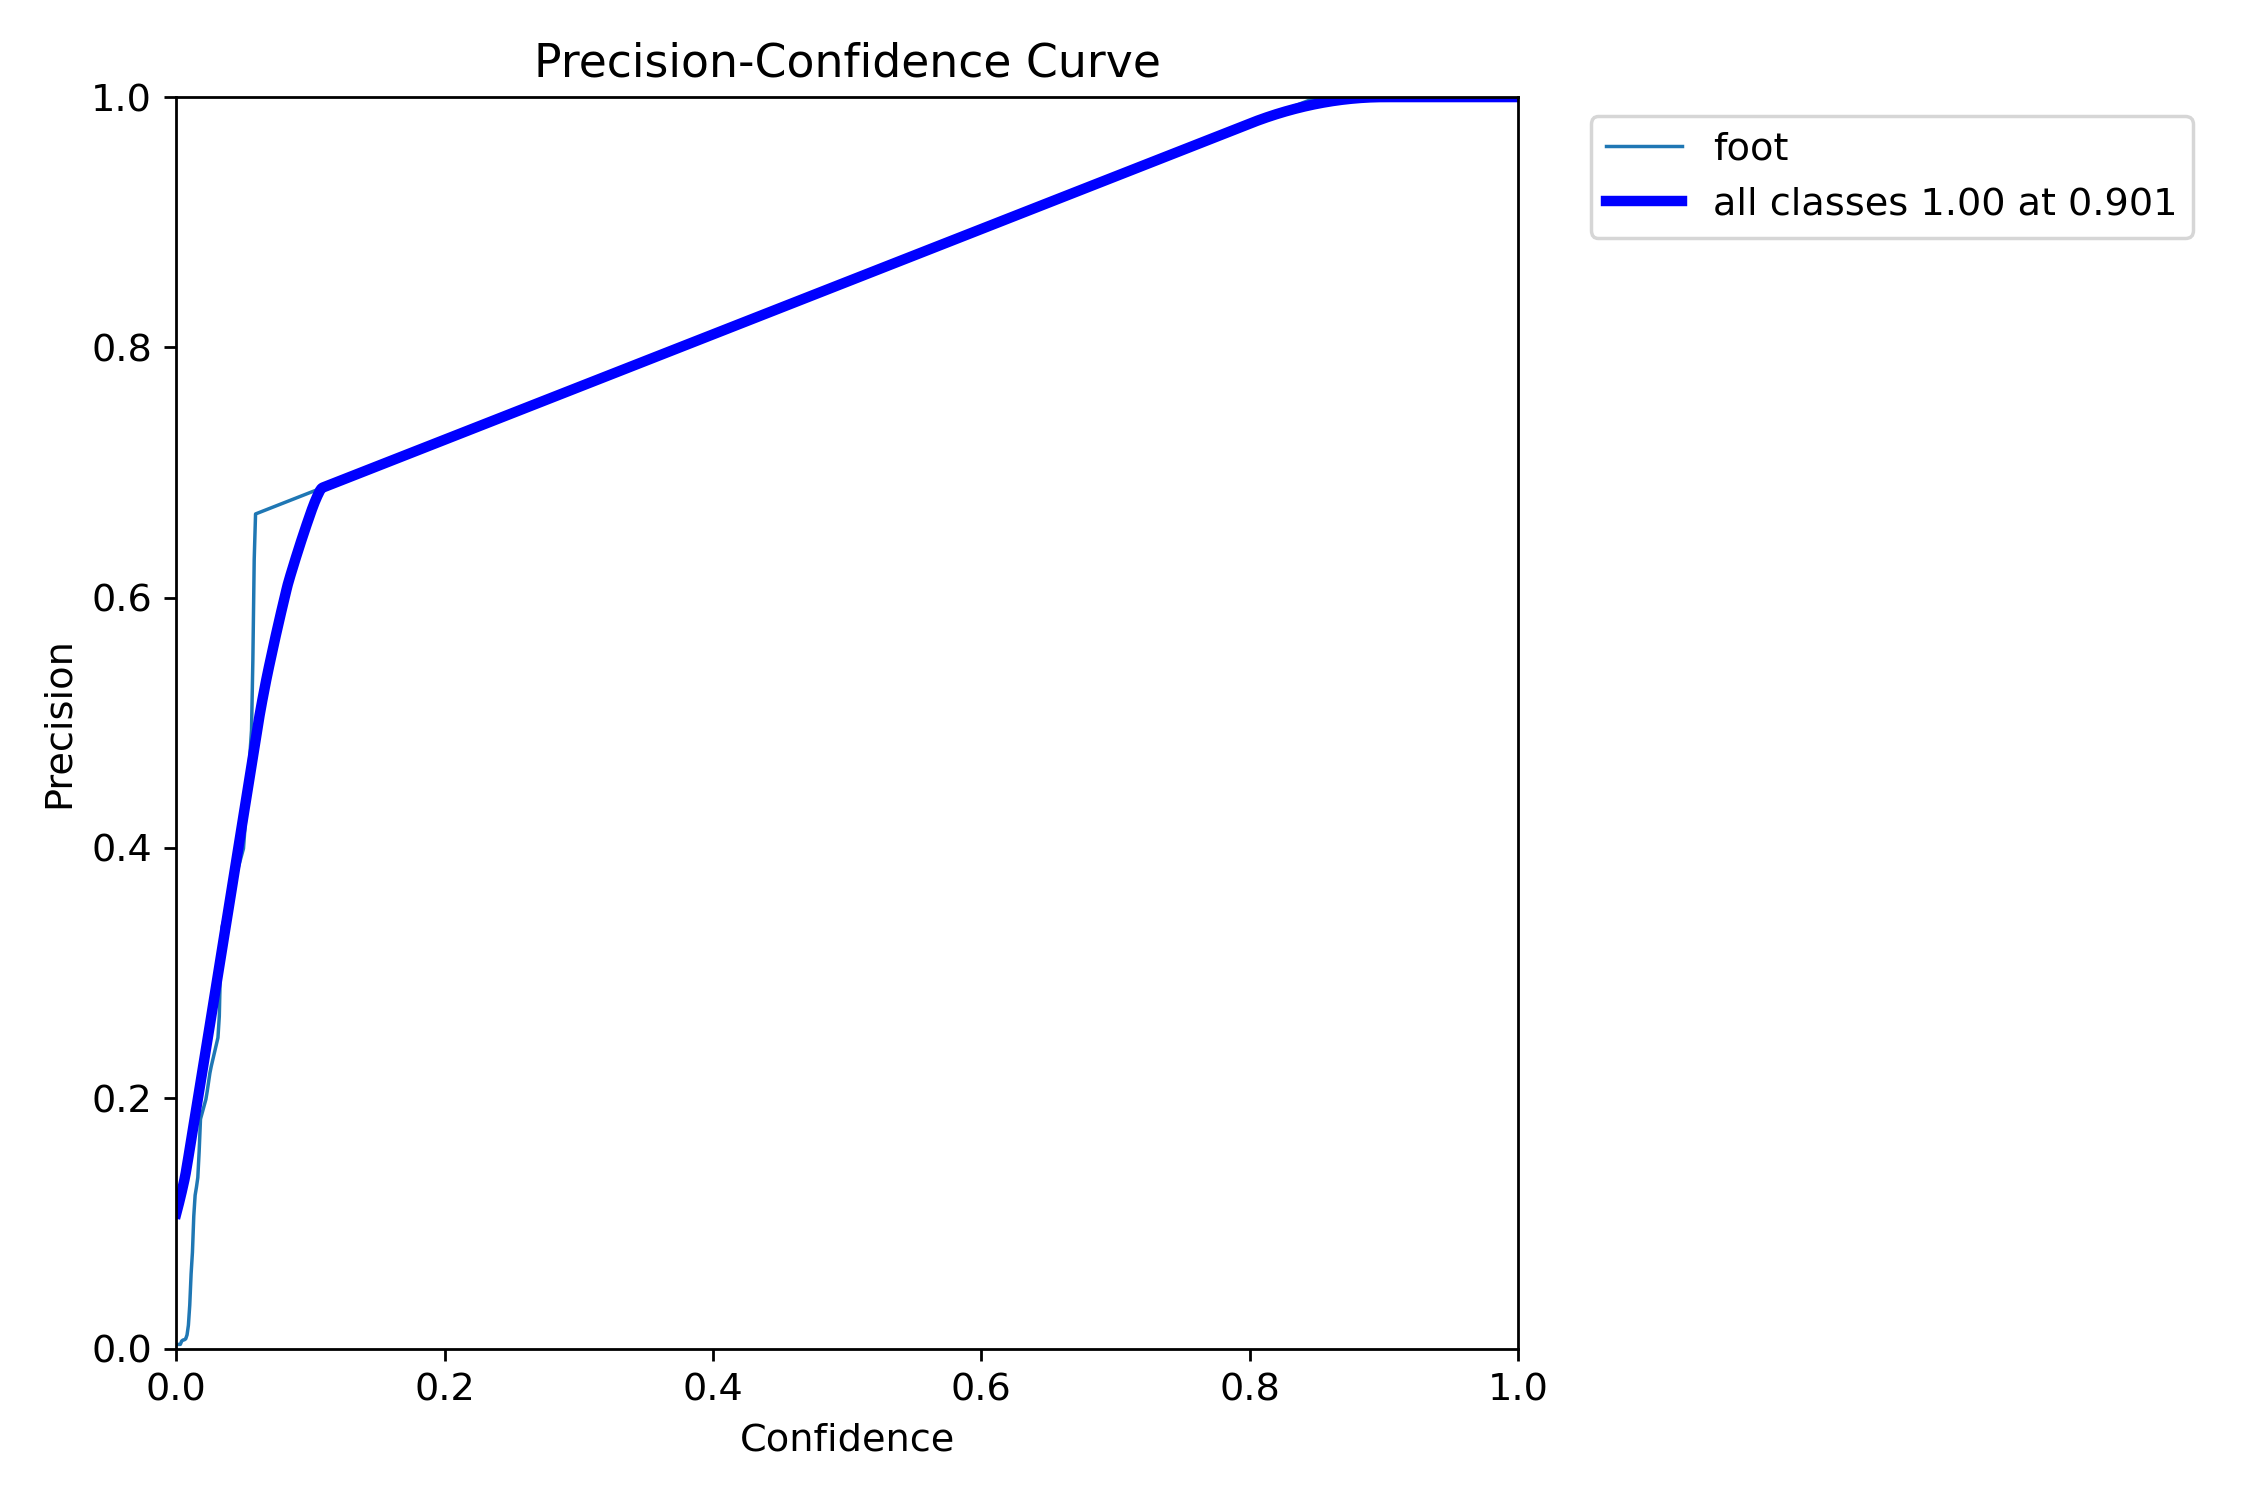 Precision-Confidence Curve
1.0
0.8
0.6
0.4
0.2
0.0
Precision
0.0 0.2 0.4 0.6 0.8 1.0
Confidence
foot
all classes 1.00 at 0.901